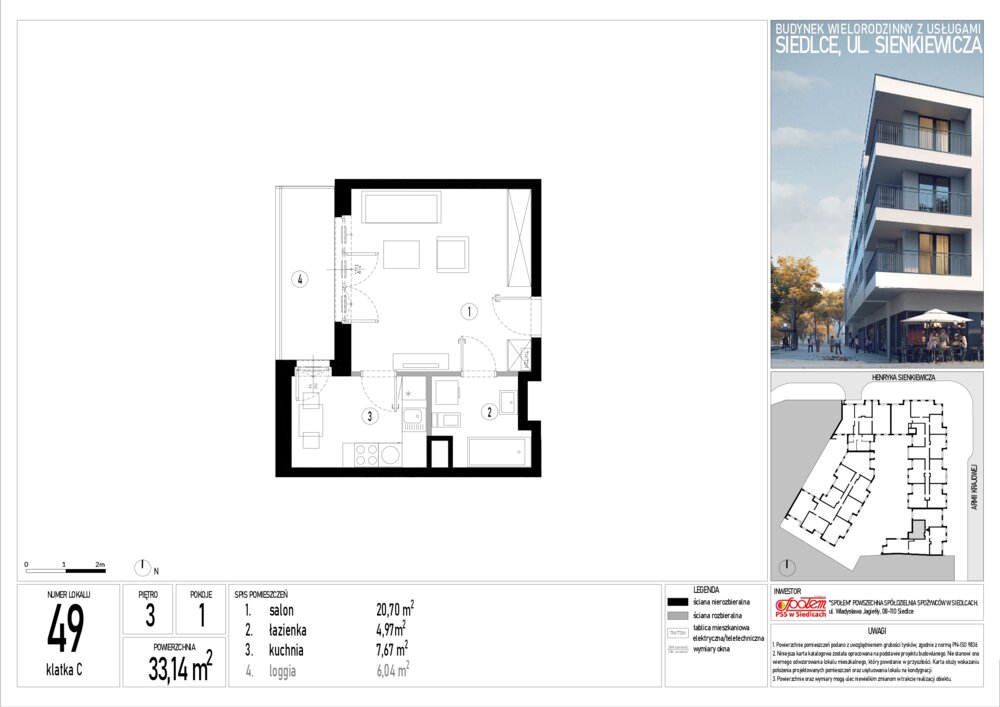 BUDYNEK WIELORODZINNY Z USŁUGAMI
SIEDLCE, UL. SIENKIEWICZA
4
1
3
2
HENRYKA SIENKIEWICZA
ARMII KRAJOWEJ
0 1 2m
N
NUMER LOKALU
49
klatka C
PIĘTRO
3
POKOJE
1
POWIERZCHNIA
33,14 m²
SPIS POMIESZCZEŃ
1. salon 20,70 m²
2. łazienka 4,97m²
3. kuchnia 7,67 m²
4. loggia 6,04 m²
LEGENDA
ściana nierozbieralna
ściana rozbieralna
tablica mieszkaniowa
elektryczna/teletechniczna
wymiary okna
INWESTOR
Społem
PSS w Siedlcach
"SPOŁEM" POWSZECHNA SPÓŁDZIELNIA SPOŻYWCÓW W SIEDLCACH,
ul. Władysława Jagiełły, 08-110 Siedlce
UWAGI
1. Powierzchnie pomieszczeń podano z uwzględnieniem grubości tynków, zgodnie z normą PN-ISO 9836
2. Niniejsza karta katalogowa została opracowana na podstawie projektu budowlanego. Nie stanowi ona
wiernego odwzorowania lokalu mieszkalnego, który powstanie w przyszłości. Karta służy wskazaniu
położenia projektowanych pomieszczeń oraz usytuowania lokalu na kondygnacji.
3. Powierzchnie oraz wymiary mogą ulec niewielkim zmianom w trakcie realizacji obiektu.